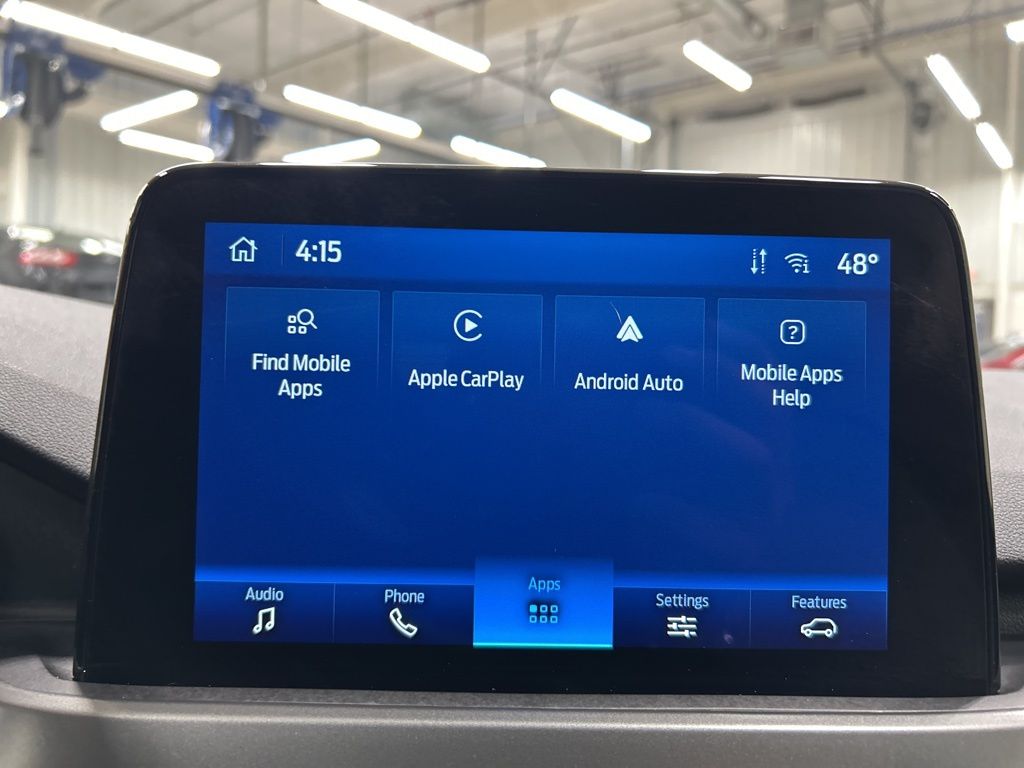 4:15
48°
Find Mobile
Apps
Apple CarPlay
Android Auto
Mobile Apps
Help
Audio
Phone
Apps
Settings
Features